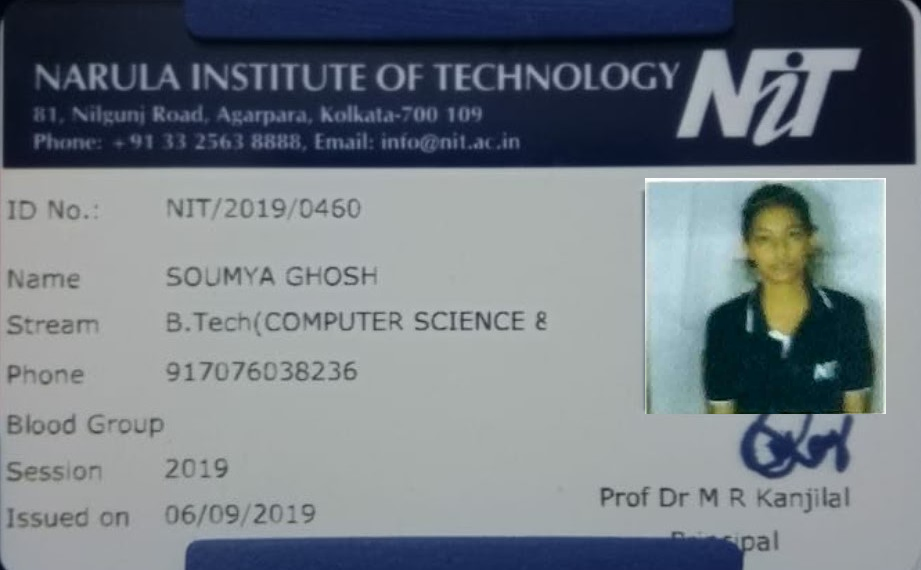 NARULA INSTITUTE OF TECHNOLOGY
81, Nilgunj Road, Agarpara, Kolkata-700 109
Phone: +91 33 2563 8888, Email: info@nit.ac.in
NiT
ID No.: NIT/2019/0460
Name SOUMYA GHOSH
Stream B.Tech(COMPUTER SCIENCE &
Phone 917076038236
Blood Group
Session 2019
Issued on 06/09/2019
Prof Dr M R Kanjilal
Principal